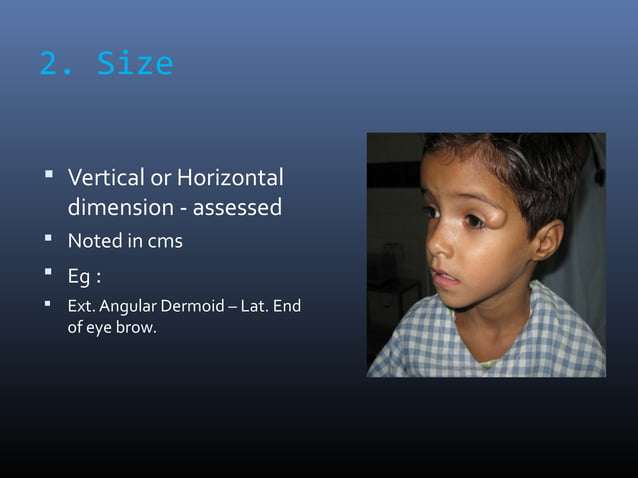 2. Size
▪ Vertical or Horizontal
dimension - assessed
▪ Noted in cms
▪ Eg :
▪ Ext. Angular Dermoid – Lat. End
of eye brow.